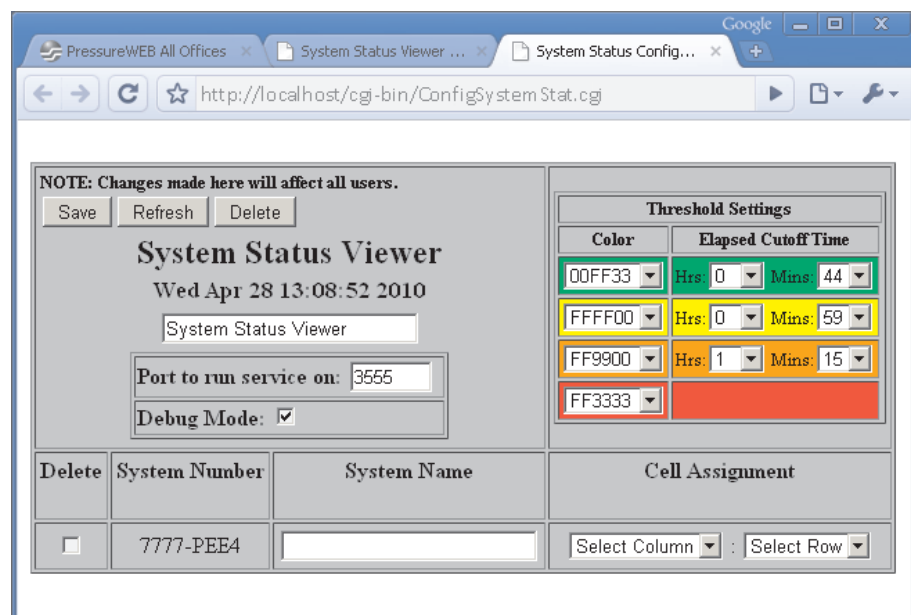 Google
PressureWEB All Offices
System Status Viewer ...
System Status Config...
http://localhost/cgi-bin/ConfigSystemStat.cgi
NOTE: Changes made here will affect all users.
Save Refresh Delete
System Status Viewer
Wed Apr 28 13:08:52 2010
System Status Viewer
Port to run service on: 3555
Debug Mode:
Threshold Settings
Color Elapsed Cutoff Time
00FF33 Hrs: 0 Mins: 44
FFFF00 Hrs: 0 Mins: 59
FF9900 Hrs: 1 Mins: 15
FF3333
Delete System Number System Name Cell Assignment
7777-PEE4 Select Column : Select Row